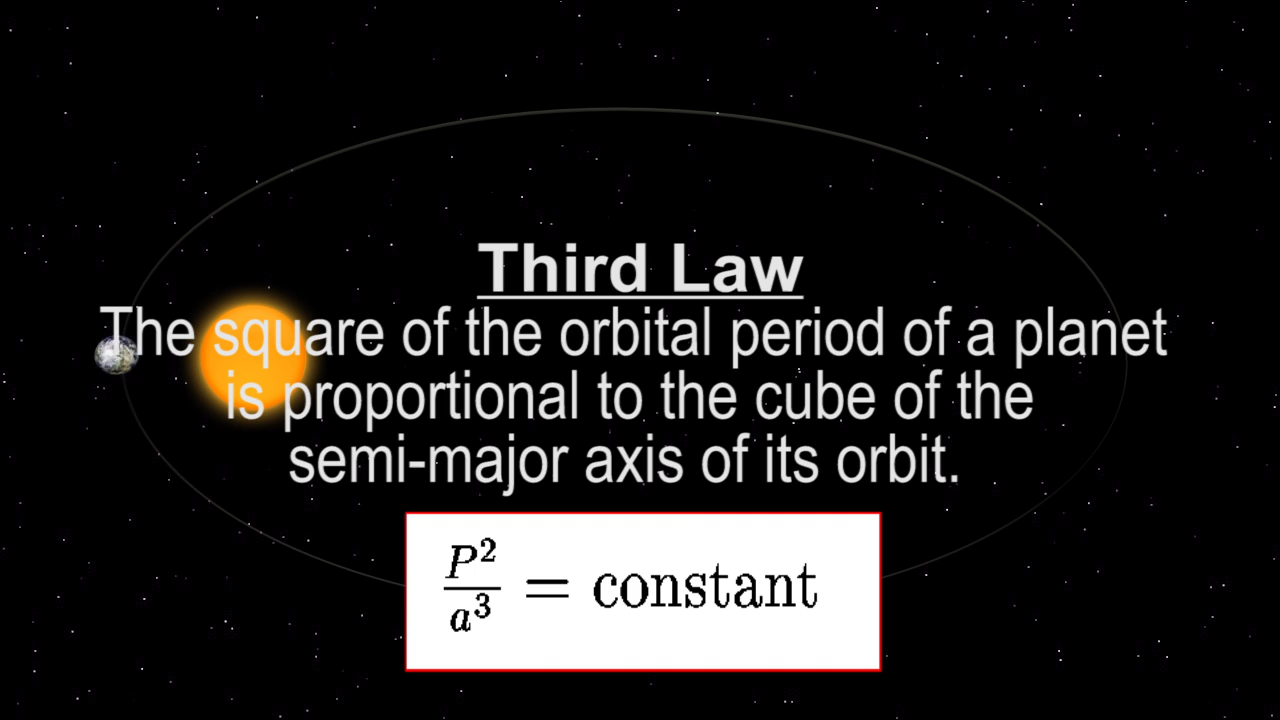 Third Law
The square of the orbital period of a planet
is proportional to the cube of the
semi-major axis of its orbit.
P²/a³ = constant